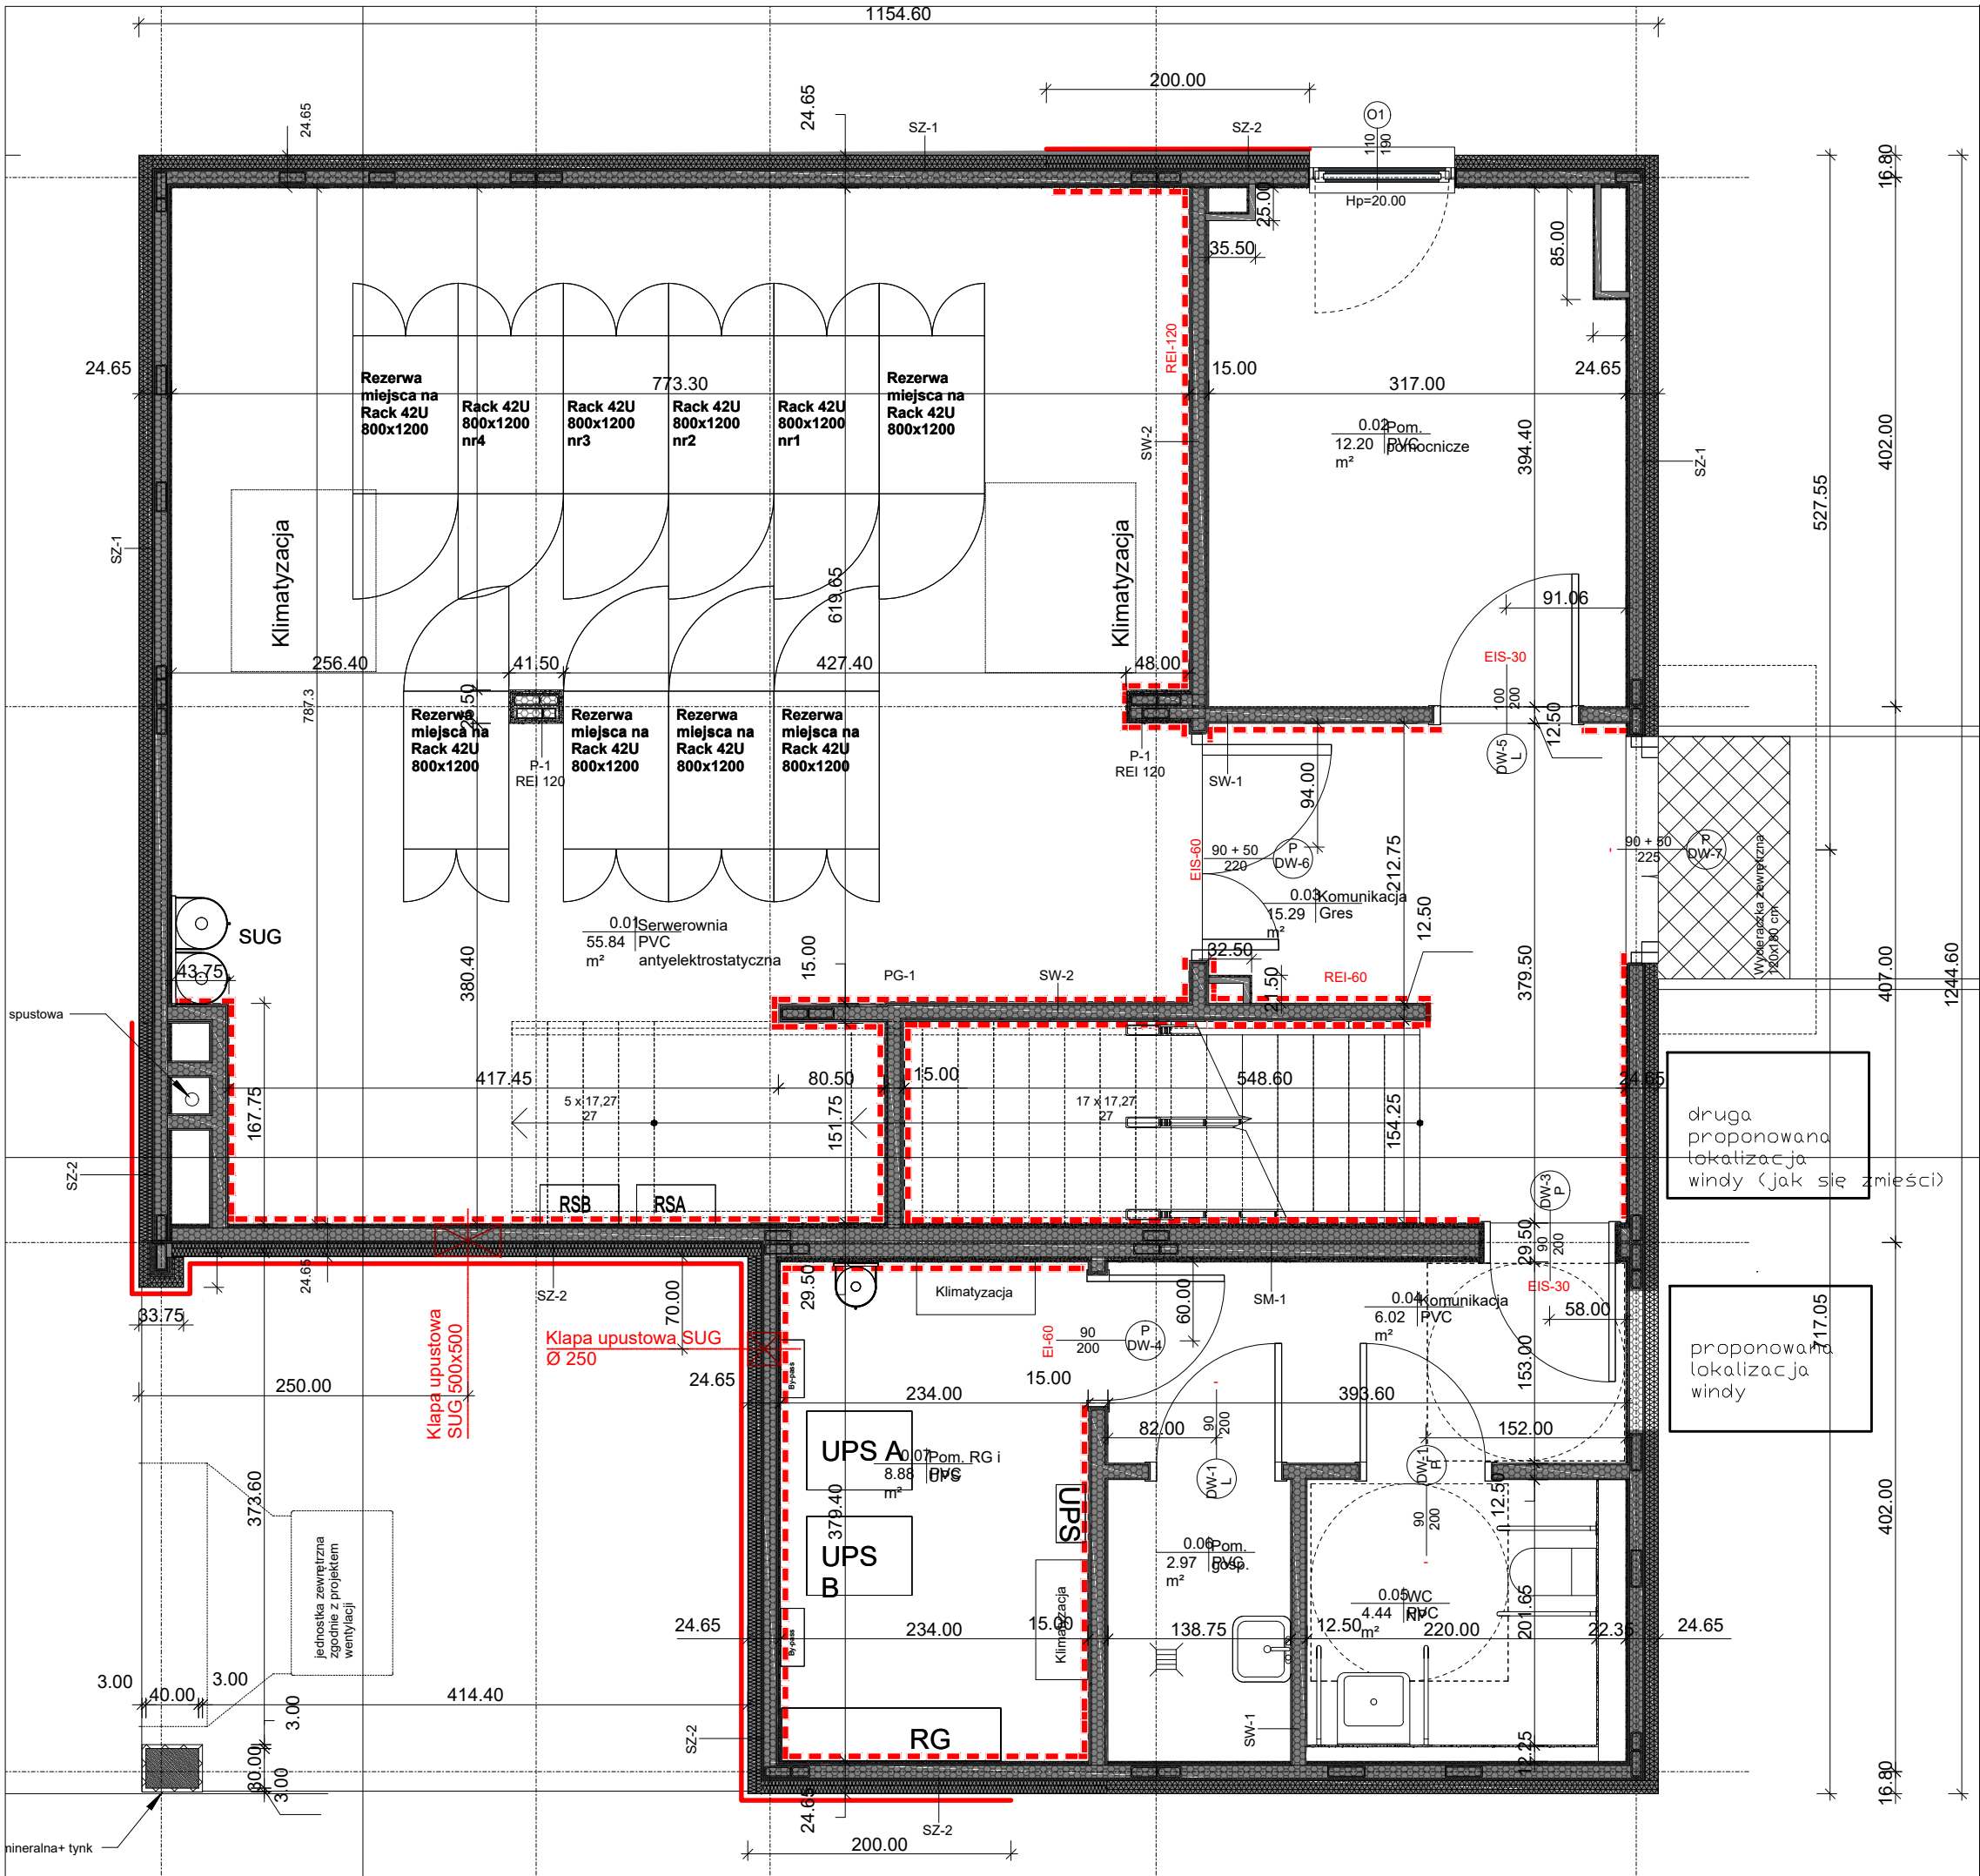 1154.60
200.00
24.65
24.65
SZ-1
SZ-2
O1
110
190
Hp=20.00
16.80
25.00
35.50
85.00
REI-120
24.65
773.30
15.00
317.00
24.65
Rezerwa
miejsca na
Rack 42U
800x1200
Rack 42U
800x1200
nr4
Rack 42U
800x1200
nr3
Rack 42U
800x1200
nr2
Rack 42U
800x1200
nr1
Rezerwa
miejsca na
Rack 42U
800x1200
SW-2
0.02 Pom.
12.20 PVC
pomocnicze
m²
394.40
SZ-1
402.00
527.55
SZ-1
Klimatyzacja
Klimatyzacja
619.65
91.06
256.40
41.50
427.40
48.00
EIS-30
100
200
787.3
25.50
12.50
Rezerwa
miejsca na
Rack 42U
800x1200
Rezerwa
miejsca na
Rack 42U
800x1200
Rezerwa
miejsca na
Rack 42U
800x1200
Rezerwa
miejsca na
Rack 42U
800x1200
P-1
REI 120
P-1
REI 120
SW-1
94.00
DW-5
L
EIS-60
90 + 50
220
P
DW-6
212.75
90 + 50
225
P
DW-7
Wycieraczka zewnętrzna
120x180 cm
0.03 Komunikacja
15.29 Gres
m²
SUG
0.01 Serwerownia
55.84 PVC
m² antyelektrostatyczna
43.75
380.40
15.00
PG-1
SW-2
32.50
21.50
REI-60
12.50
379.50
407.00
1244.60
spustowa
417.45
80.50
15.00
548.60
24.65
5 x 17,27
27
17 x 17,27
27
167.75
151.75
154.25
druga
proponowana
lokalizacja
windy (jak się zmieści)
SZ-2
RSB
RSA
DW-3
P
29.50
90
200
EIS-30
58.00
24.65
SZ-2
33.75
70.00
29.50
Klimatyzacja
60.00
SM-1
0.04 Komunikacja
6.02 PVC
m²
717.05
Klapa upustowa
SUG 500x500
Klapa upustowa SUG
Ø 250
EI-60
90
200
P
DW-4
By-pass
proponowana
lokalizacja
windy
250.00
24.65
234.00
15.00
393.60
153.00
82.00
90
200
152.00
UPS A
0.07 Pom. RG i
8.88 PVC
UPS
m²
DW-1
L
DW-1
P
373.60
379.40
UPS
UPS
B
12.50
90
200
402.00
jednostka zewnętrzna
zgodnie z projektem
wentylacji
0.06 Pom.
2.97 PVC
gosp.
m²
Klimatyzacja
0.05 WC
4.44 PVC
NP
m²
201.65
24.65
By-pass
234.00
15.00
138.75
12.50
220.00
22.35
24.65
3.00
40.00
3.00
414.40
3.00
30.00
3.00
SZ-2
RG
SW-1
12.25
16.80
24.65
SZ-2
mineralna+ tynk
200.00